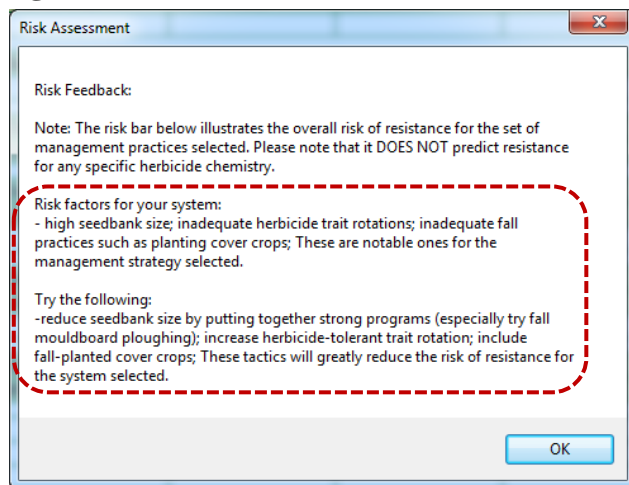 Risk Assessment
Risk Feedback:
Note: The risk bar below illustrates the overall risk of resistance for the set of
management practices selected. Please note that it DOES NOT predict resistance
for any specific herbicide chemistry.
Risk factors for your system:
- high seedbank size; inadequate herbicide trait rotations; inadequate fall
practices such as planting cover crops; These are notable ones for the
management strategy selected.
Try the following:
-reduce seedbank size by putting together strong programs (especially try fall
mouldboard ploughing); increase herbicide-tolerant trait rotation; include
fall-planted cover crops; These tactics will greatly reduce the risk of resistance for
the system selected.
OK